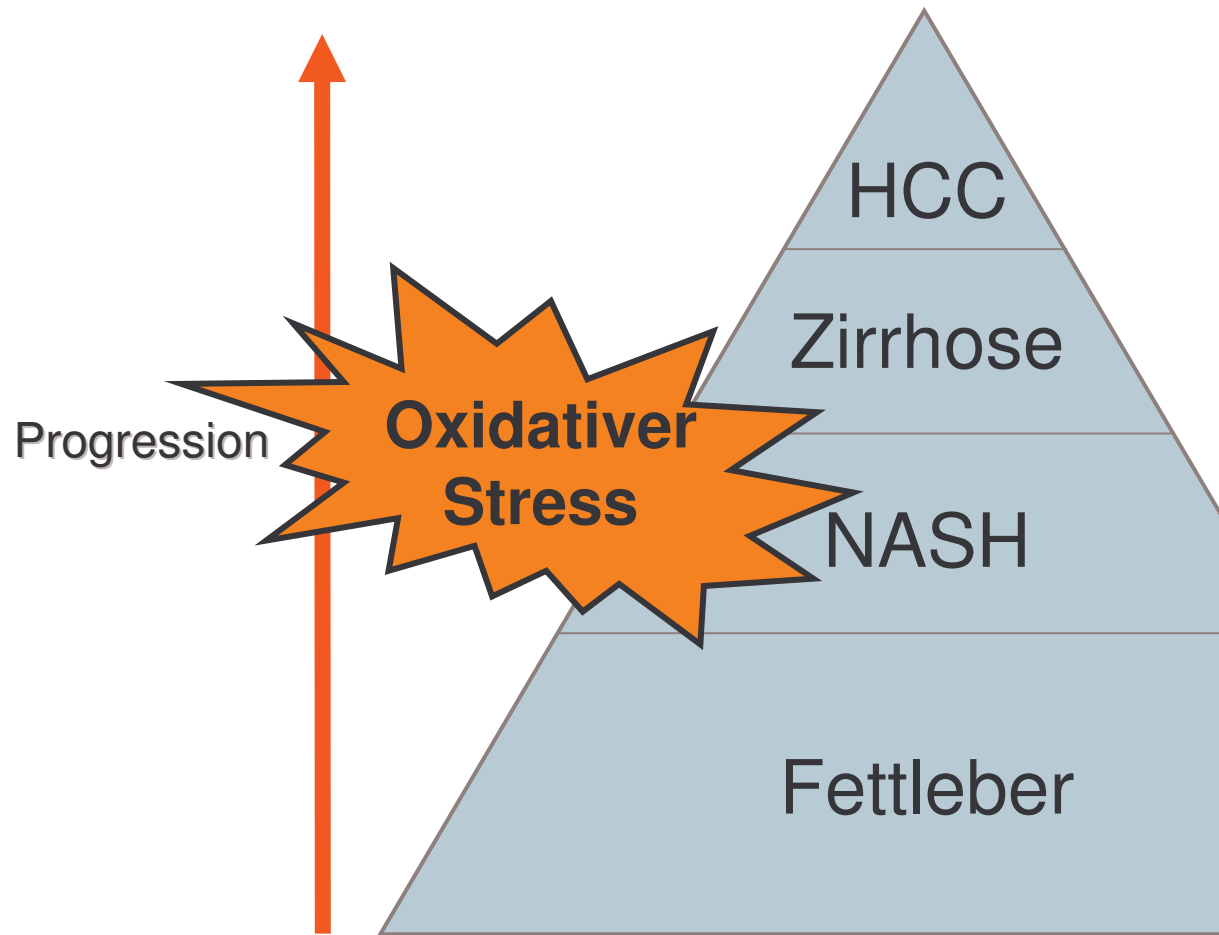 HCC
Zirrhose
Progression
Oxidativer
Stress
NASH
Fettleber